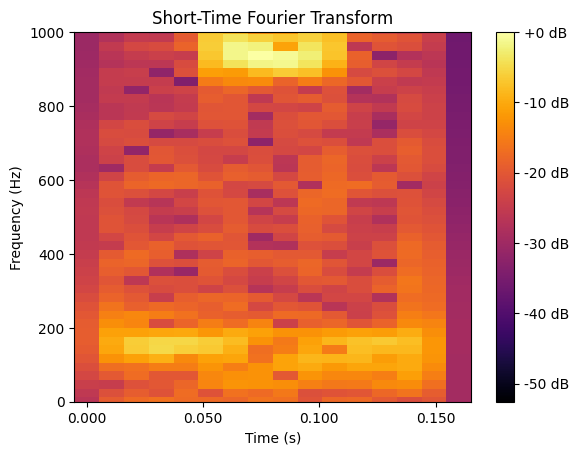 Short-Time Fourier Transform
Frequency (Hz)
1000
800
600
400
200
0
0.000
0.050
0.100
0.150
Time (s)
+0 dB
-10 dB
-20 dB
-30 dB
-40 dB
-50 dB